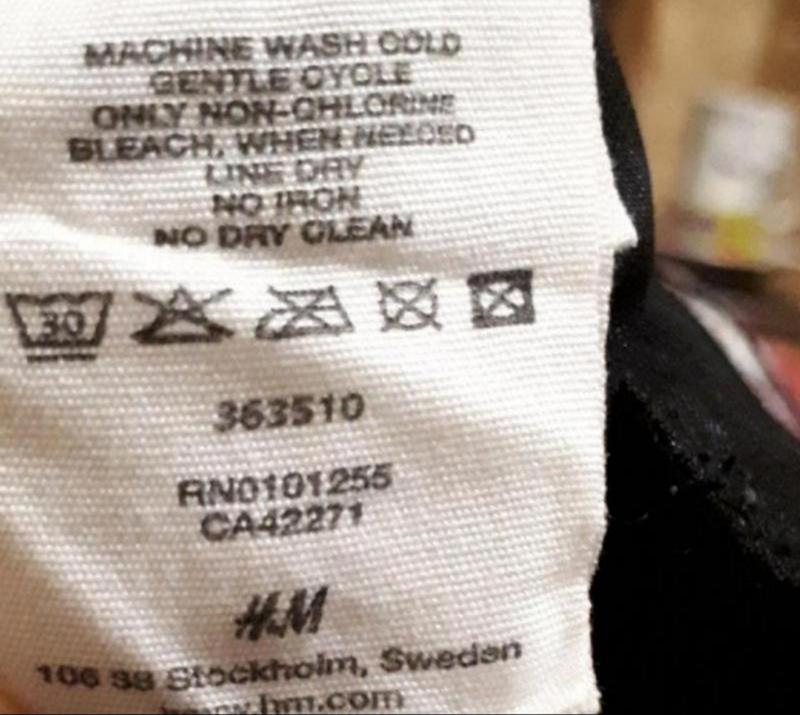 MACHINE WASH COLD
GENTLE CYCLE
ONLY NON-CHLORINE
BLEACH, WHEN NEEDED
LINE DRY
NO IRON
NO DRY CLEAN
30
363510
RN0101255
CA42271
H&M
106 38 Stockholm, Sweden
www.hm.com